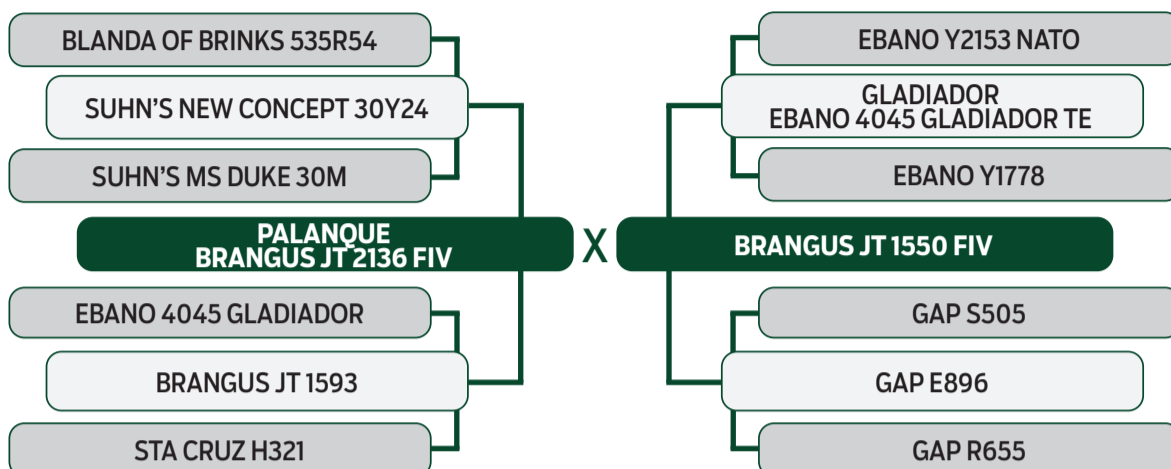 BLANDA OF BRINKS 535R54
SUHN'S NEW CONCEPT 30Y24
SUHN'S MS DUKE 30M
PALANQUE
BRANGUS JT 2136 FIV
EBANO 4045 GLADIADOR
BRANGUS JT 1593
STA CRUZ H321
X
EBANO Y2153 NATO
GLADIADOR
EBANO 4045 GLADIADOR TE
EBANO Y1778
BRANGUS JT 1550 FIV
GAP S505
GAP E896
GAP R655